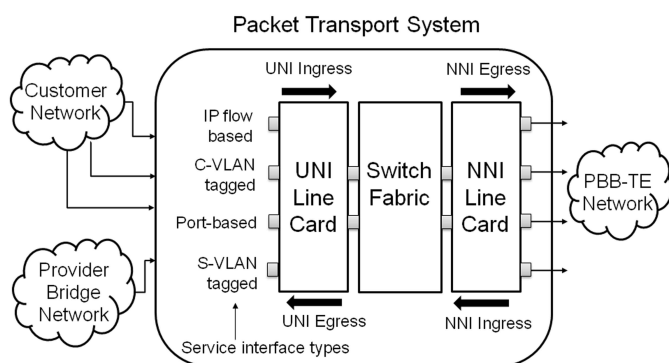 Packet Transport System
Customer
Network
UNI Ingress
NNI Egress
IP flow
based
C-VLAN
tagged
Port-based
S-VLAN
tagged
UNI
Line
Card
Switch
Fabric
NNI
Line
Card
PBB-TE
Network
Provider
Bridge
Network
UNI Egress
NNI Ingress
Service interface types